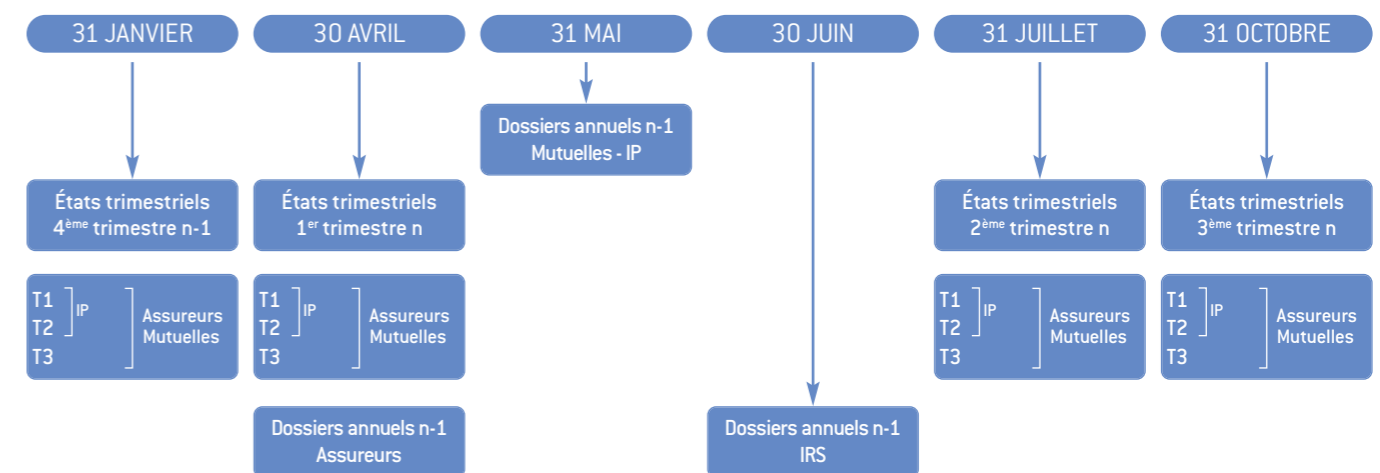 31 JANVIER
États trimestriels
4ème trimestre n-1
T1
T2
IP
T3
Assureurs
Mutuelles
30 AVRIL
États trimestriels
1er trimestre n
T1
T2
IP
T3
Assureurs
Mutuelles
Dossiers annuels n-1
Assureurs
31 MAI
Dossiers annuels n-1
Mutuelles - IP
30 JUIN
Dossiers annuels n-1
IRS
31 JUILLET
États trimestriels
2ème trimestre n
T1
T2
IP
T3
Assureurs
Mutuelles
31 OCTOBRE
États trimestriels
3ème trimestre n
T1
T2
IP
T3
Assureurs
Mutuelles